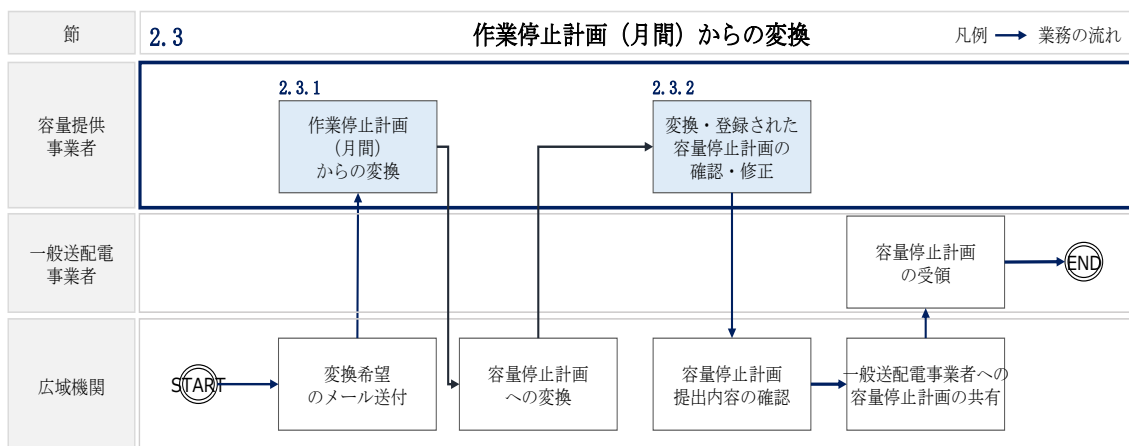 節
2.3
作業停止計画（月間）からの変換
凡例
業務の流れ
容量提供
事業者
2.3.1
作業停止計画
（月間）
からの変換
2.3.2
変換・登録された
容量停止計画の
確認・修正
一般送配電
事業者
容量停止計画
の受領
END
広域機関
START
変換希望
のメール送付
容量停止計画
への変換
容量停止計画
提出内容の確認
一般送配電事業者への
容量停止計画の共有